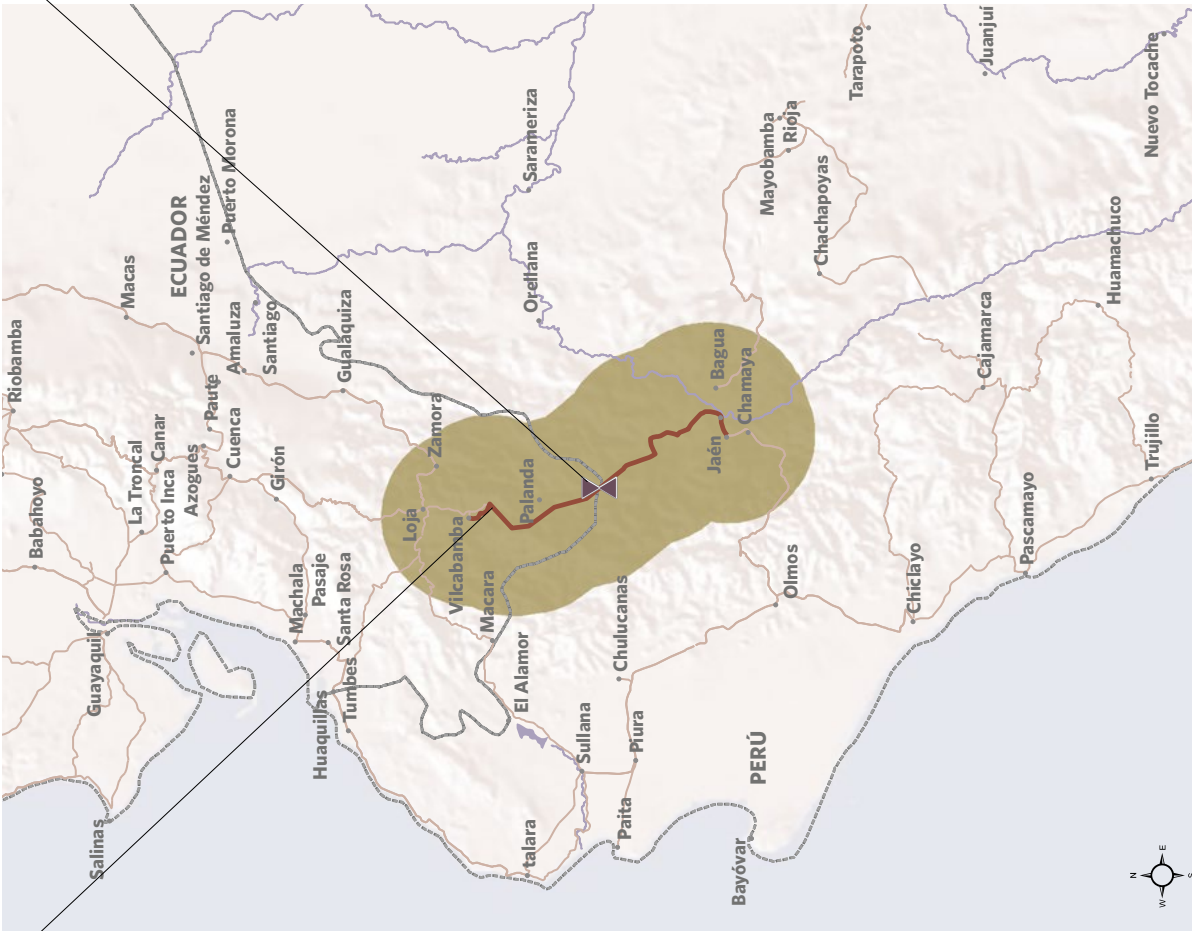 Riobamba
Babahoyo
Macas
ECUADOR
Santiago de Méndez
Puerto Morona
Amaluza
Santiago
Paute
Canar
La Troncal
Azogues
Puerto Inca
Cuenca
Girón
Gualaquiza
Guayaquil
Salinas
Machala
Pasaje
Santa Rosa
Huaquillas
Tumbes
Zamora
Loja
Vilcabamba
Palanda
Macara
El Alamor
Sullana
talara
Paita
Piura
Chulucanas
PERÚ
Bayóvar
Orellana
Sarameriza
Bagua
Chamaya
Jaén
Olmos
Chiclayo
Mayobamba
Rioja
Chachapoyas
Tarapoto
Juanjuí
Nuevo Tocache
Cajamarca
Huamachuco
Pascamayo
Trujillo
N
W
E
S